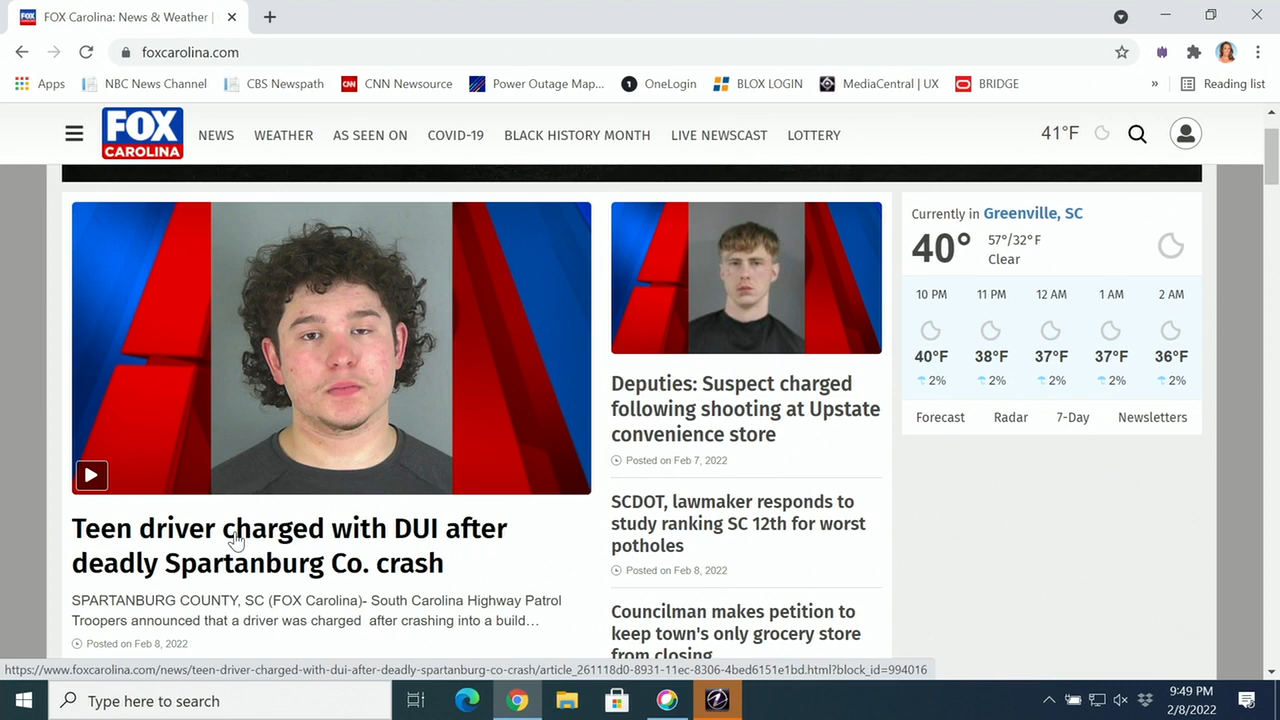 FOX Carolina: News & Weather |
foxcarolina.com
Apps
NBC News Channel
CBS Newspath
CNN
CNN Newsource
Power Outage Map...
1
OneLogin
BLOX LOGIN
MediaCentral | UX
BRIDGE
»
Reading list
FOX
CAROLINA
NEWS
WEATHER
AS SEEN ON
COVID-19
BLACK HISTORY MONTH
LIVE NEWSCAST
LOTTERY
41°F
Teen driver charged with DUI after
deadly Spartanburg Co. crash
SPARTANBURG COUNTY, SC (FOX Carolina)- South Carolina Highway Patrol
Troopers announced that a driver was charged after crashing into a build…
Posted on Feb 8, 2022
Deputies: Suspect charged
following shooting at Upstate
convenience store
Posted on Feb 7, 2022
SCDOT, lawmaker responds to
study ranking SC 12th for worst
potholes
Posted on Feb 8, 2022
Councilman makes petition to
keep town's only grocery store
from closing
Currently in Greenville, SC
40°
57°/32°F
Clear
10 PM 11 PM 12 AM 1 AM 2 AM
40°F 38°F 37°F 37°F 36°F
2% 2% 2% 2% 2%
Forecast Radar 7-Day Newsletters
https://www.foxcarolina.com/news/teen-driver-charged-with-dui-after-deadly-spartanburg-co-crash/article_261118d0-8931-11ec-8306-4bed6151e1bd.html?block_id=994016
Type here to search
9:49 PM
2/8/2022